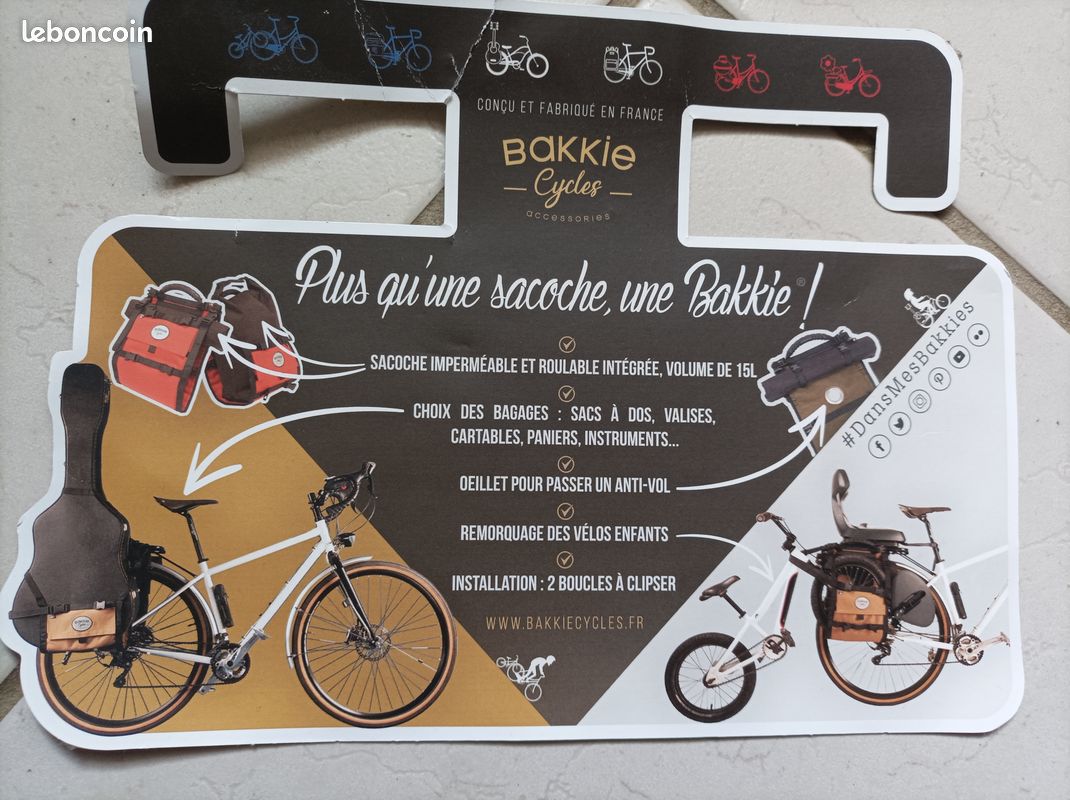 leboncoin
CONÇU ET FABRIQUÉ EN FRANCE
BAKKIE
Cycles
accessories
Plus qu'une sacoche, une Bakkie® !
SACOCHE IMPERMÉABLE ET ROULABLE INTÉGRÉE, VOLUME DE 15L
CHOIX DES BAGAGES : SACS À DOS, VALISES,
CARTABLES, PANIERS, INSTRUMENTS...
OEILLET POUR PASSER UN ANTI-VOL
REMORQUAGE DES VÉLOS ENFANTS
INSTALLATION : 2 BOUCLES À CLIPSER
WWW.BAKKIECYCLES.FR
#DansMesBakkies